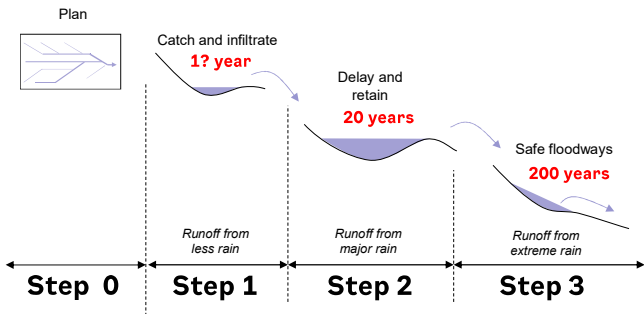 Plan
Catch and infiltrate
1? year
Delay and
retain
20 years
Safe floodways
200 years
Runoff from
less rain
Runoff from
major rain
Runoff from
extreme rain
Step 0
Step 1
Step 2
Step 3